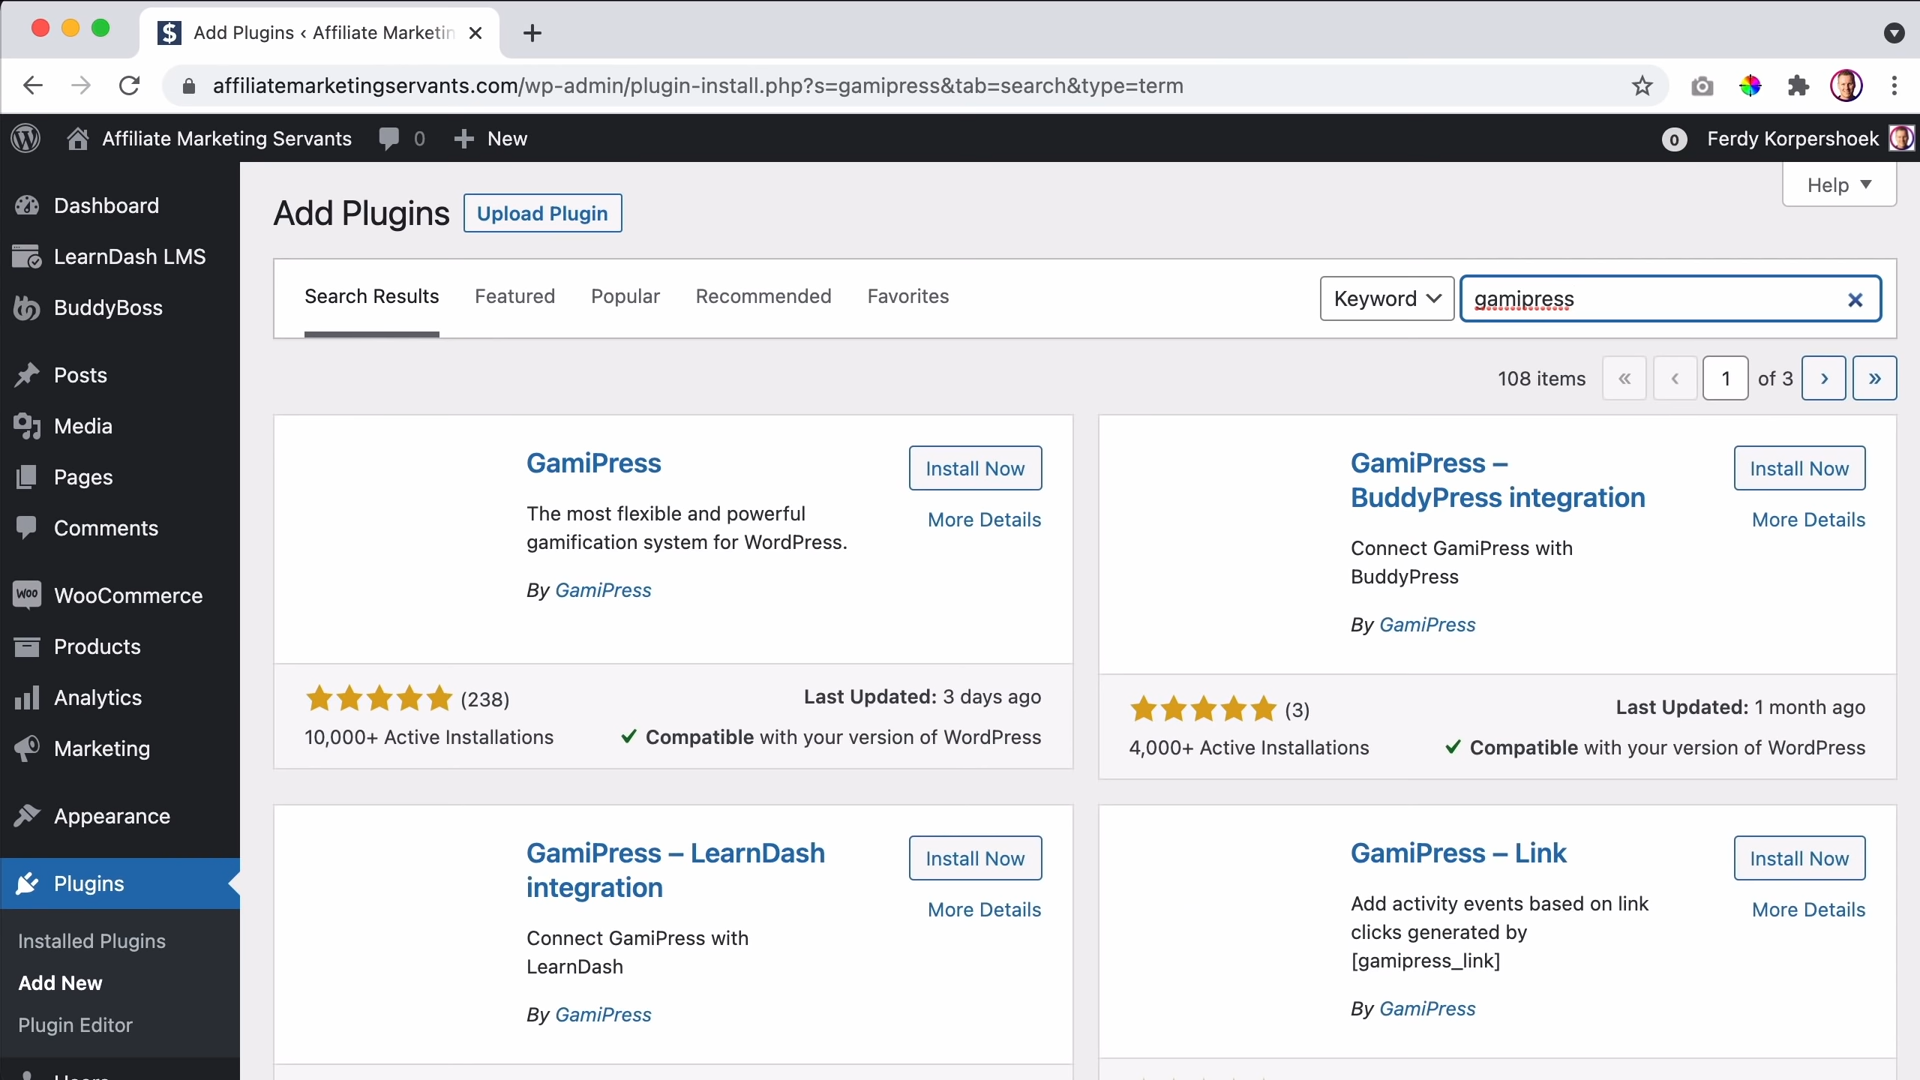 Add Plugins ‹ Affiliate Marketin
affiliatemarketingservants.com/wp-admin/plugin-install.php?s=gamipress&tab=search&type=term
Affiliate Marketing Servants
0
New
0
Ferdy Korpershoek
Dashboard
LearnDash LMS
BuddyBoss
Posts
Media
Pages
Comments
WooCommerce
Products
Analytics
Marketing
Appearance
Plugins
Installed Plugins
Add New
Plugin Editor
Users
Add Plugins
Upload Plugin
Help
Search Results
Featured
Popular
Recommended
Favorites
Keyword
gamipress
108 items
«
‹
1
of 3
›
»
GamiPress
Install Now
More Details
The most flexible and powerful
gamification system for WordPress.
By GamiPress
(238)
Last Updated: 3 days ago
10,000+ Active Installations
Compatible with your version of WordPress
GamiPress –
BuddyPress integration
Install Now
More Details
Connect GamiPress with
BuddyPress
By GamiPress
(3)
Last Updated: 1 month ago
4,000+ Active Installations
Compatible with your version of WordPress
GamiPress – LearnDash
integration
Install Now
More Details
Connect GamiPress with
LearnDash
By GamiPress
GamiPress – Link
Install Now
More Details
Add activity events based on link
clicks generated by
[gamipress_link]
By GamiPress